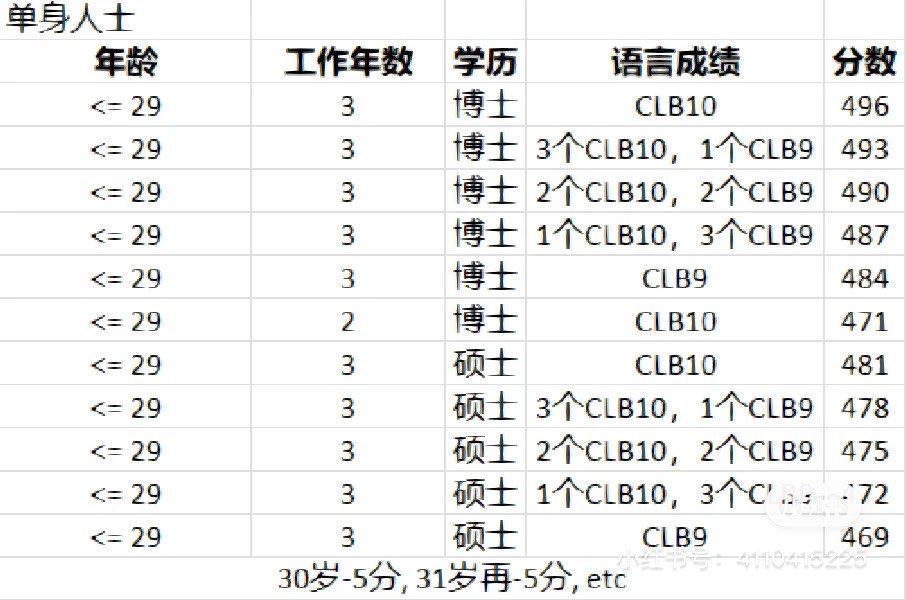 单身人士
年龄 工作年数 学历 语言成绩 分数
<= 29 3 博士 CLB10 496
<= 29 3 博士 3个CLB10，1个CLB9 493
<= 29 3 博士 2个CLB10，2个CLB9 490
<= 29 3 博士 1个CLB10，3个CLB9 487
<= 29 3 博士 CLB9 484
<= 29 2 博士 CLB10 471
<= 29 3 硕士 CLB10 481
<= 29 3 硕士 3个CLB10，1个CLB9 478
<= 29 3 硕士 2个CLB10，2个CLB9 475
<= 29 3 硕士 1个CLB10，3个CLB9 472
<= 29 3 硕士 CLB9 469
小红书号：4110415225
30岁-5分, 31岁再-5分, etc